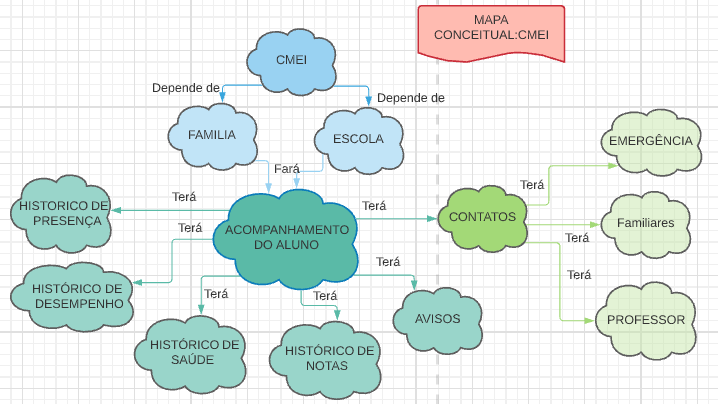 MAPA
CONCEITUAL:CMEI
CMEI
Depende de
Depende de
FAMILIA
ESCOLA
Fará
EMERGÊNCIA
Terá
HISTORICO DE
PRESENÇA
Terá
ACOMPANHAMENTO
DO ALUNO
Terá
CONTATOS
Terá
Familiares
Terá
Terá
HISTÓRICO DE
DESEMPENHO
Terá
Terá
Terá
Terá
AVISOS
PROFESSOR
HISTÓRICO DE
SAÚDE
HISTÓRICO DE
NOTAS